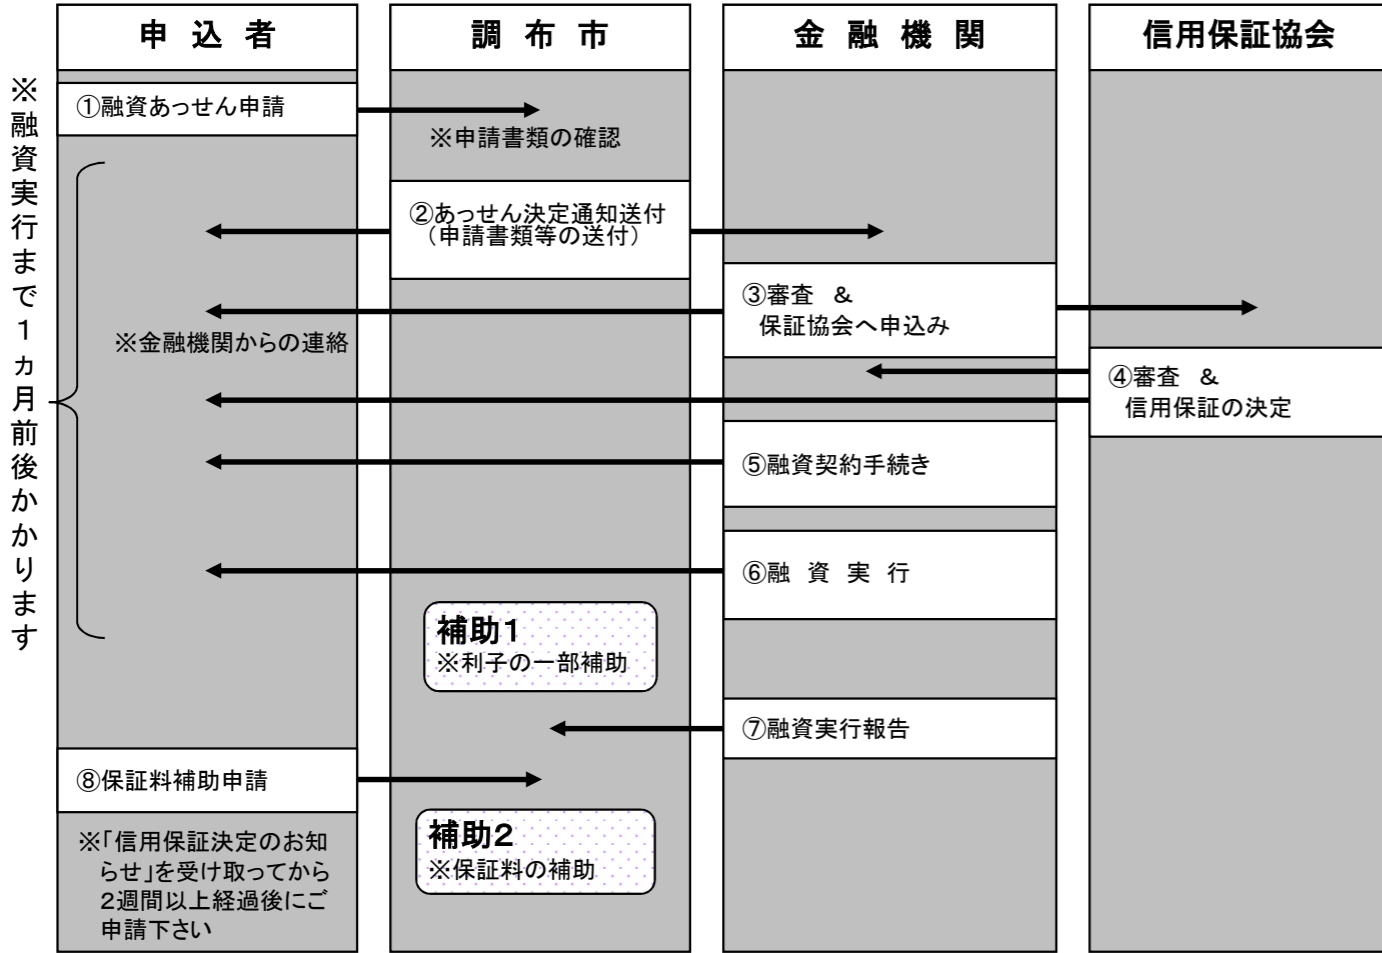 申 込 者
調 布 市
金 融 機 関
信用保証協会
※融資実行まで１ヵ月前後かかります
①融資あっせん申請
※申請書類の確認
②あっせん決定通知送付
（申請書類等の送付）
③審査　＆
保証協会へ申込み
※金融機関からの連絡
④審査　＆
信用保証の決定
⑤融資契約手続き
⑥融 資 実 行
補助１
※利子の一部補助
⑦融資実行報告
⑧保証料補助申請
※「信用保証決定のお知
らせ」を受け取ってから
２週間以上経過後にご
申請下さい
補助２
※保証料の補助